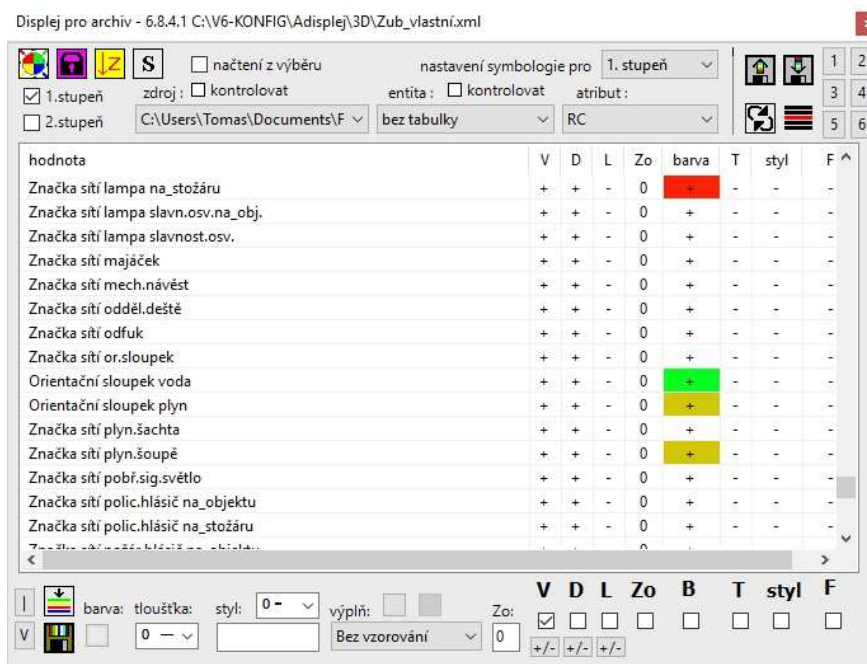 Displej pro archiv - 6.8.4.1 C:\V6-KONFIG\Adisplej\3D\Zub_vlastní.xml
Z S načtení z výběru nastavení symbologie pro 1. stupeň 1 2
1.stupeň zdroj : kontrolovat entita : kontrolovat atribut : 3 4
2.stupeň C:\Users\Tomas\Documents\F bez tabulky RC 5 6
hodnota V D L Zo barva T styl F
Značka sítí lampa na_stožáru + + - 0 + - - -
Značka sítí lampa slavn.osv.na_obj. + + - 0 + - - -
Značka sítí lampa slavnost.osv. + + - 0 + - - -
Značka sítí majáček + + - 0 + - - -
Značka sítí mech.návěst + + - 0 + - - -
Značka sítí odděl.deště + + - 0 + - - -
Značka sítí odfuk + + - 0 + - - -
Značka sítí or.sloupek + + - 0 + - - -
Orientační sloupek voda + + - 0 + - - -
Orientační sloupek plyn + + - 0 + - - -
Značka sítí plyn.šachta + + - 0 + - - -
Značka sítí plyn.šoupě + + - 0 + - - -
Značka sítí pobř.sig.světlo + + - 0 + - - -
Značka sítí polic.hlásič na_objektu + + - 0 + - - -
Značka sítí polic.hlásič na_stožáru + + - 0 + - - -
V D L Zo B T styl F
| barva: tloušťka: styl: 0 - výplň: Zo:
V 0 — Bez vzorování 0
+/- +/- +/-